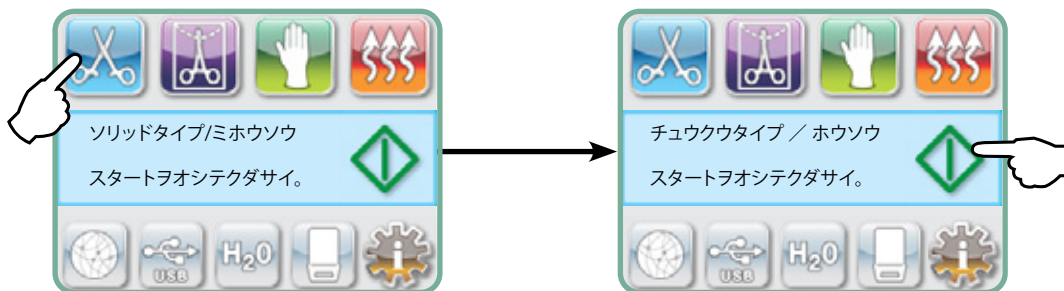 ソリッドタイプ/ミホウソウ
スタートヲオシテクダサイ。
USB
H₂O
チュウクウタイプ ／ ホウソウ
スタートヲオシテクダサイ。
USB
H₂O